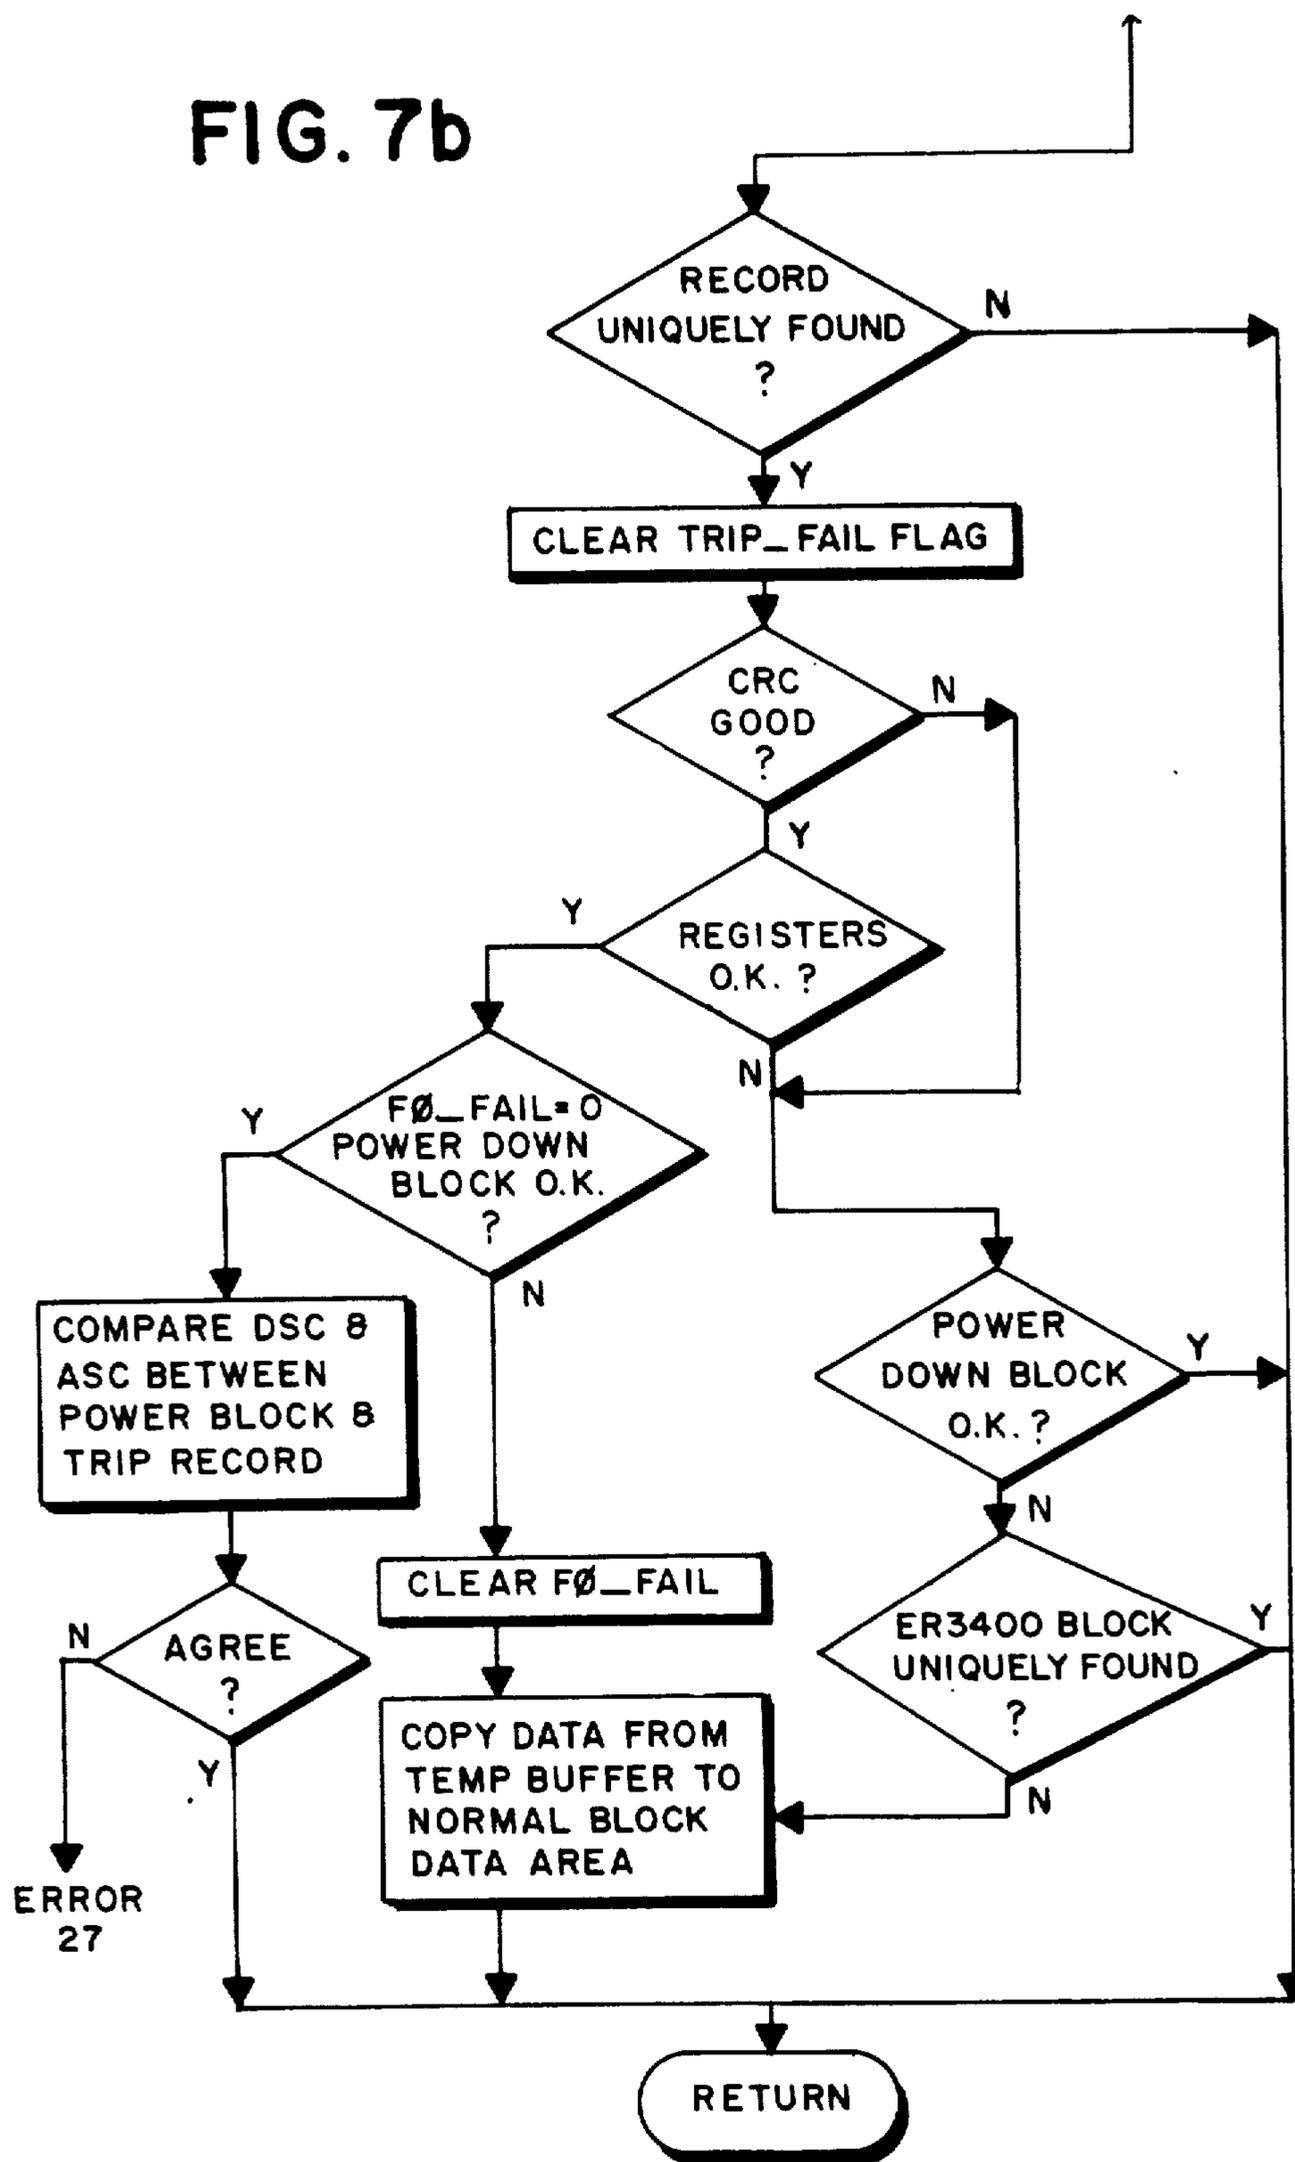 FIG. 7b
RECORD
UNIQUELY FOUND
?
N
Y
CLEAR TRIP_FAIL FLAG
CRC
GOOD
?
N
Y
REGISTERS
O.K. ?
Y
N
FØ_FAIL=0
POWER DOWN
BLOCK O.K.
?
Y
N
COMPARE DSC &
ASC BETWEEN
POWER BLOCK &
TRIP RECORD
POWER
DOWN BLOCK
O.K. ?
Y
N
CLEAR FØ_FAIL
AGREE
?
N
Y
ER3400 BLOCK
UNIQUELY FOUND
?
Y
N
COPY DATA FROM
TEMP BUFFER TO
NORMAL BLOCK
DATA AREA
ERROR
27
RETURN